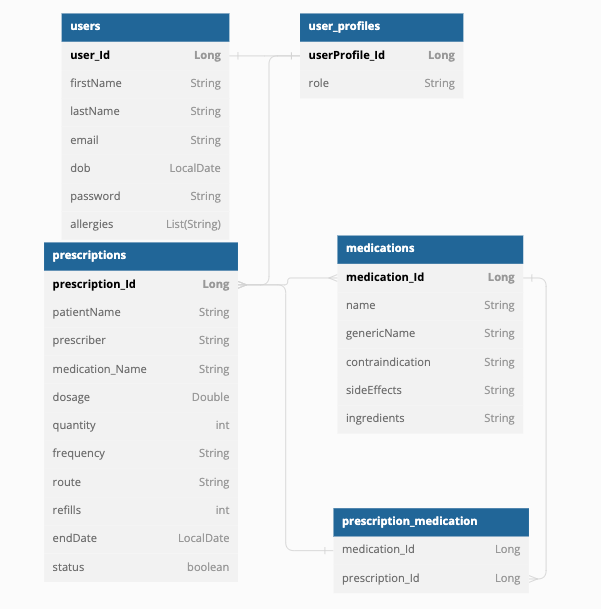 users
user_Id Long
firstName String
lastName String
email String
dob LocalDate
password String
allergies List(String)
user_profiles
userProfile_Id Long
role String
prescriptions
prescription_Id Long
patientName String
prescriber String
medication_Name String
dosage Double
quantity int
frequency String
route String
refills int
endDate LocalDate
status boolean
medications
medication_Id Long
name String
genericName String
contraindication String
sideEffects String
ingredients String
prescription_medication
medication_Id Long
prescription_Id Long